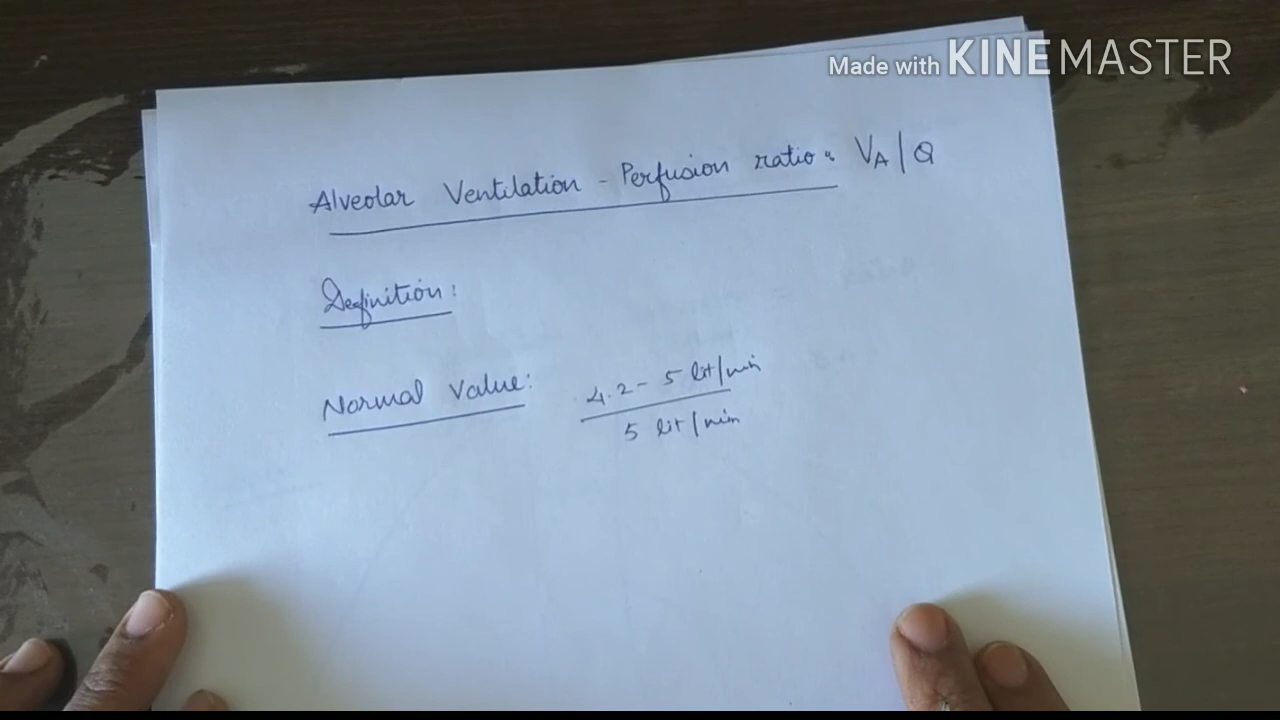 Made with KINEMASTER
Alveolar Ventilation - Perfusion ratio: VA/Q
Definition:
Normal Value: 4.2 - 5 lit/min
5 lit/min